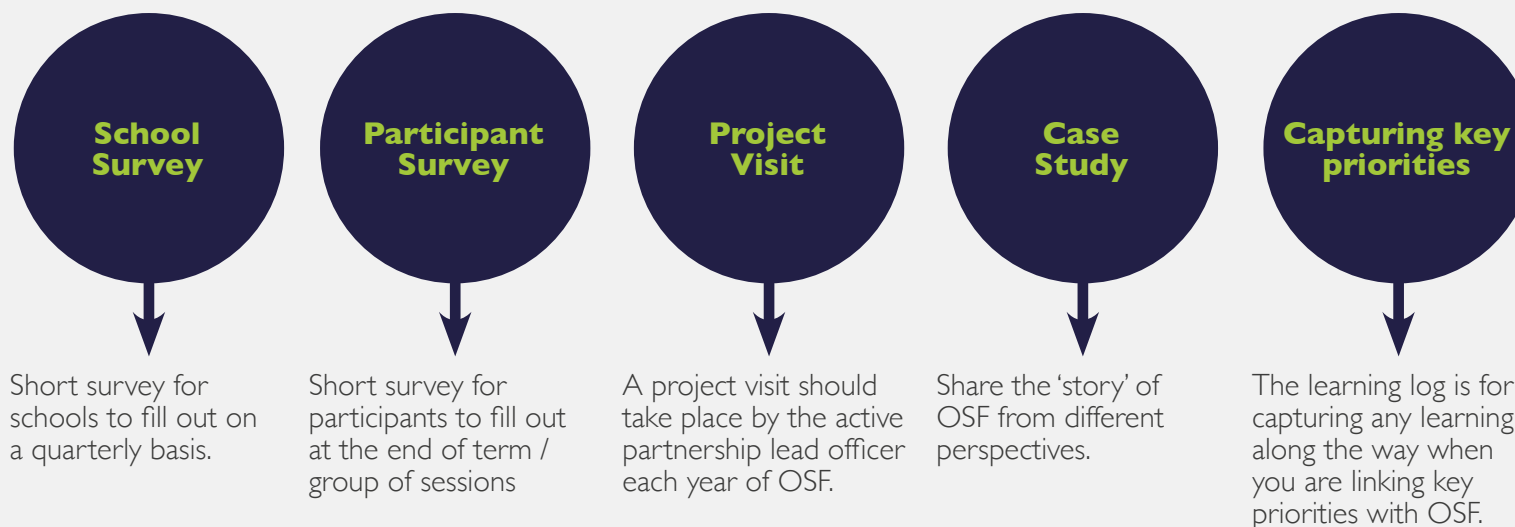 School
Survey
Participant
Survey
Project
Visit
Case
Study
Capturing key
priorities
Short survey for
schools to fill out on
a quarterly basis.
Short survey for
participants to fill out
at the end of term /
group of sessions
A project visit should
take place by the active
partnership lead officer
each year of OSF.
Share the ‘story’ of
OSF from different
perspectives.
The learning log is for
capturing any learning
along the way when
you are linking key
priorities with OSF.